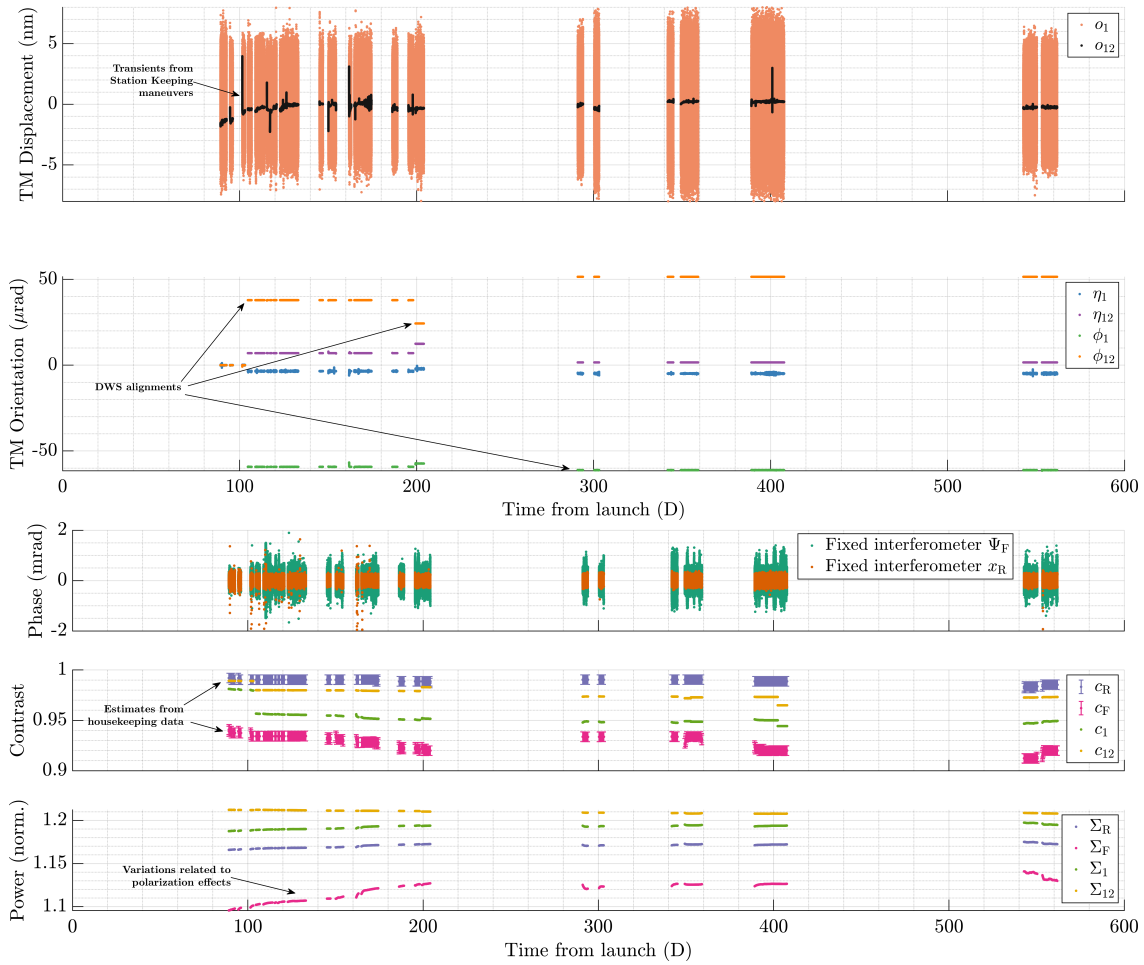 TM Displacement (nm)
5
0
-5
Transients from
Station Keeping
maneuvers
o1
o12
TM Orientation (μrad)
50
0
-50
DWS alignments
η1
η12
ϕ1
ϕ12
0
100
200
300
400
500
600
Time from launch (D)
Phase (mrad)
2
0
-2
Fixed interferometer ΨF
Fixed interferometer xR
Contrast
1
0.95
0.9
Estimates from
housekeeping data
cR
cF
c1
c12
Power (norm.)
1.2
1.15
1.1
Variations related to
polarization effects
ΣR
ΣF
Σ1
Σ12
0
100
200
300
400
500
600
Time from launch (D)